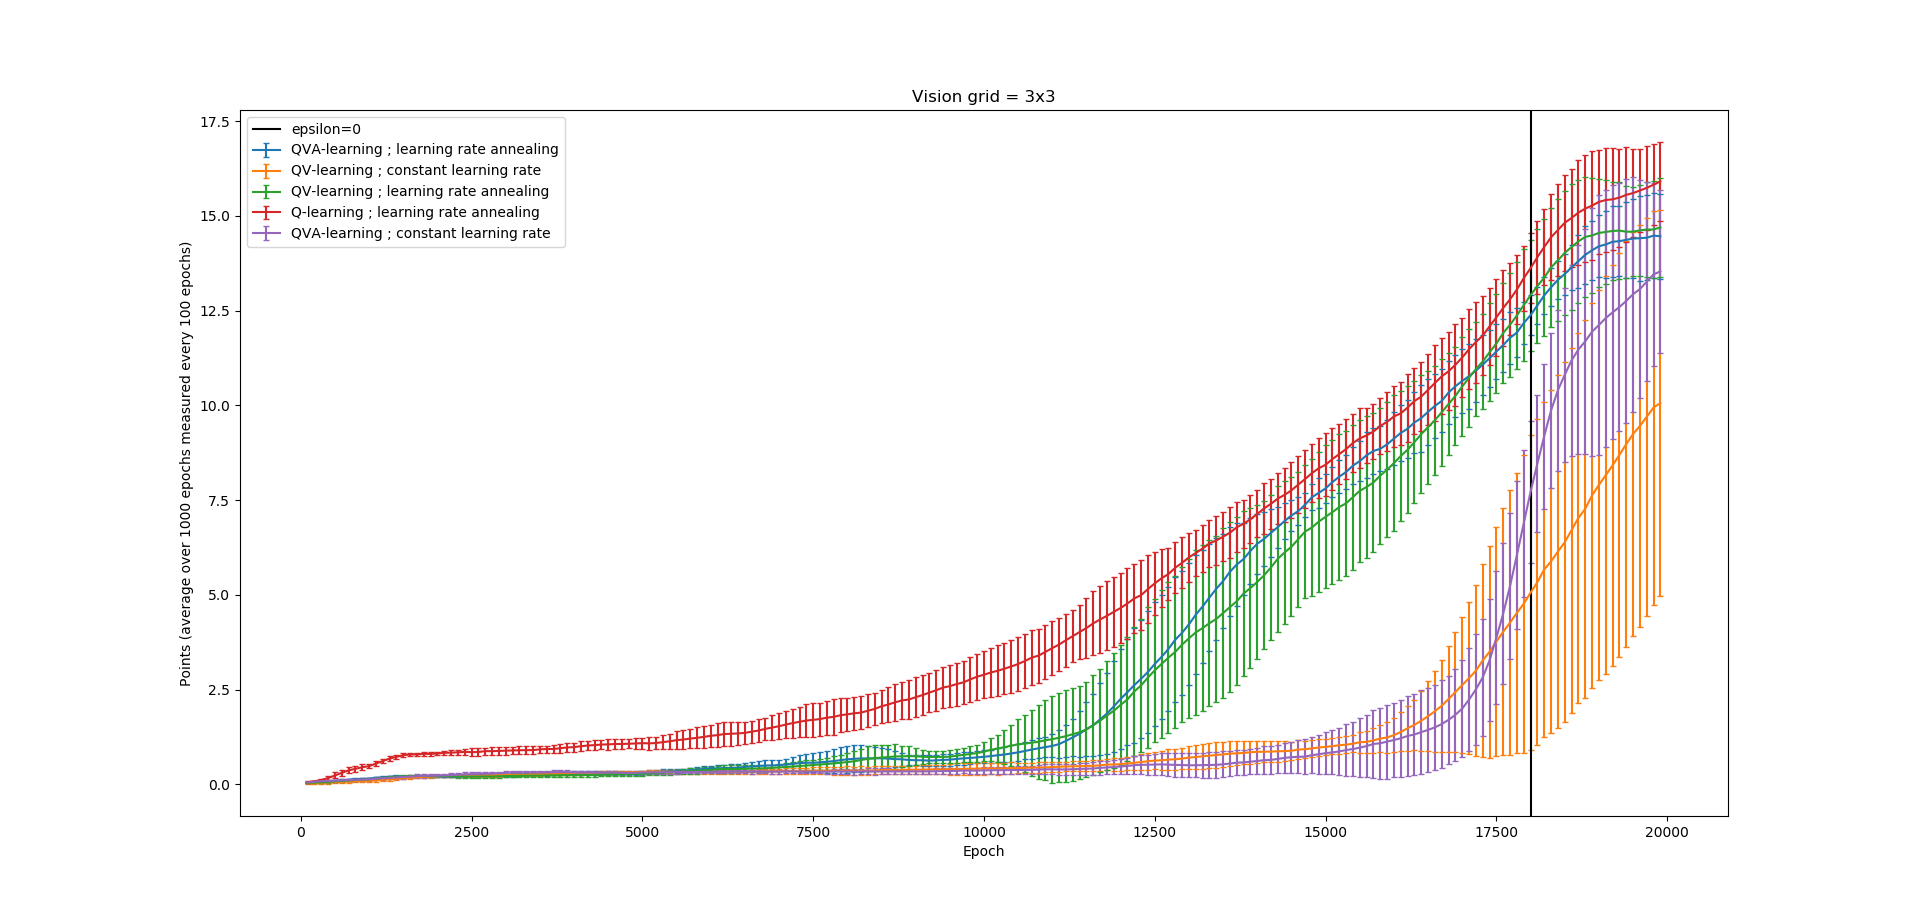 Vision grid = 3x3
epsilon=0
QVA-learning ; learning rate annealing
QV-learning ; constant learning rate
QV-learning ; learning rate annealing
Q-learning ; learning rate annealing
QVA-learning ; constant learning rate
Points (average over 1000 epochs measured every 100 epochs)
17.5
15.0
12.5
10.0
7.5
5.0
2.5
0.0
0 2500 5000 7500 10000 12500 15000 17500 20000
Epoch